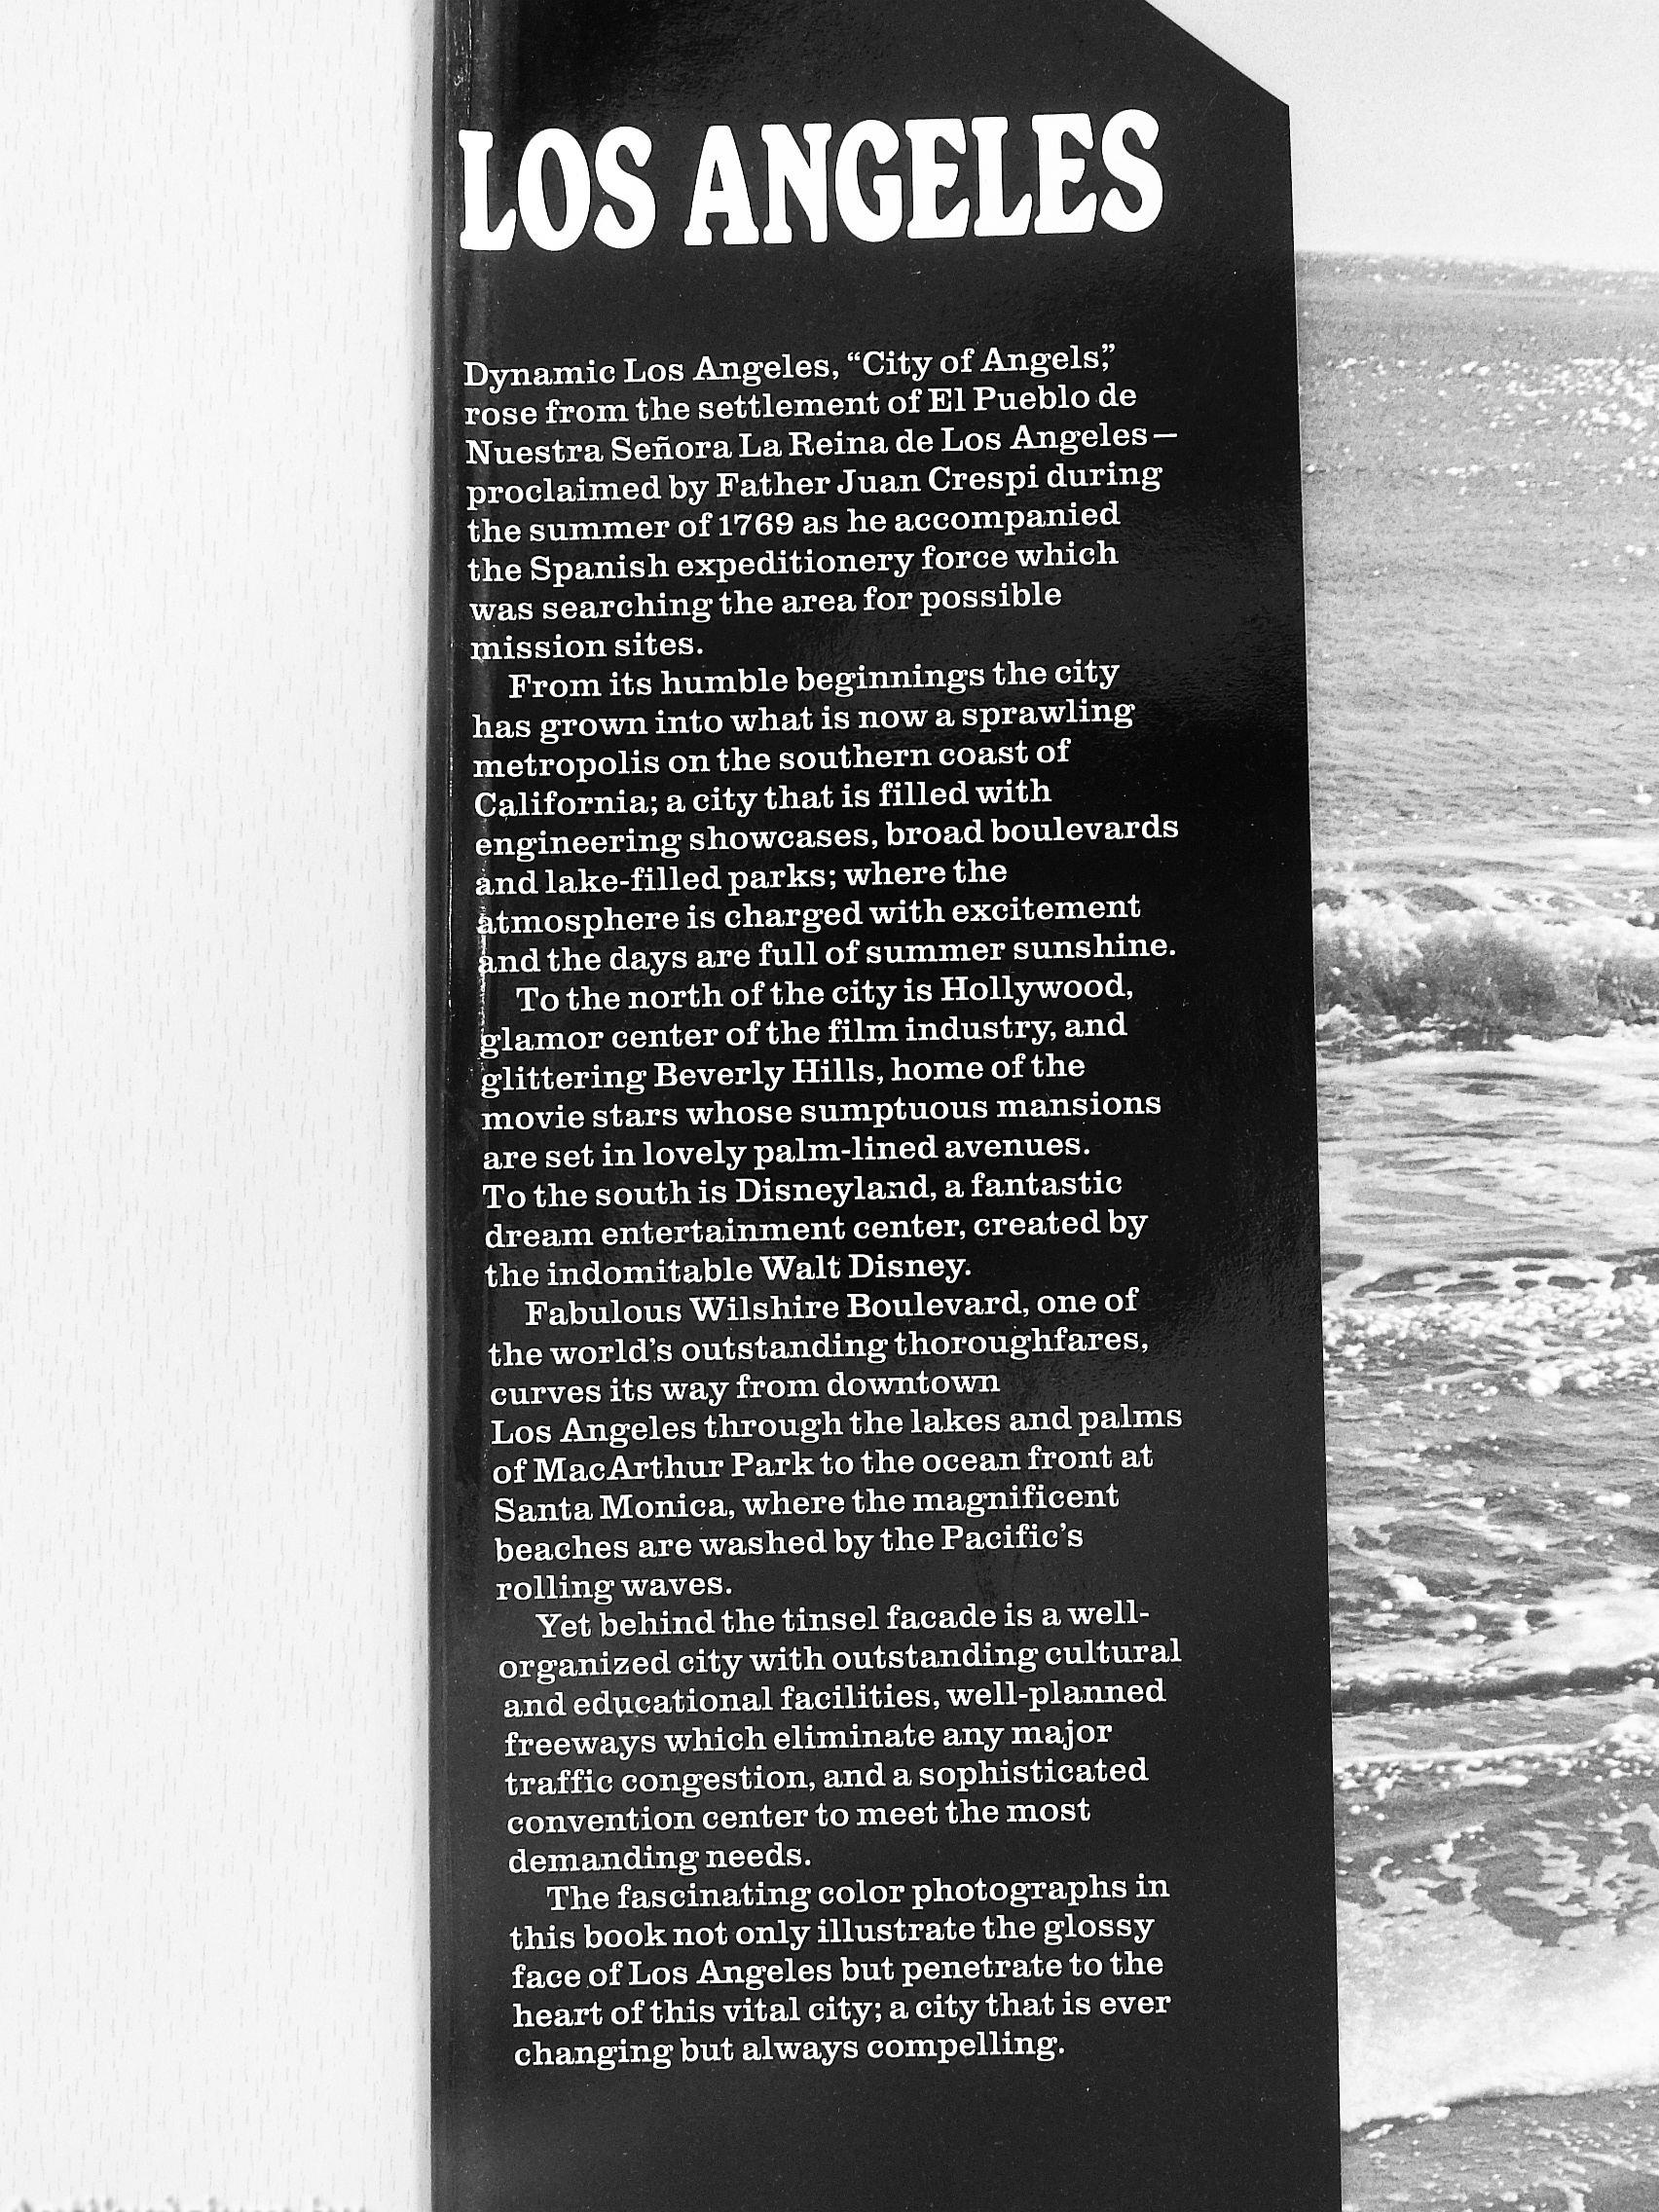 LOS ANGELES
Dynamic Los Angeles, “City of Angels,”
rose from the settlement of El Pueblo de
Nuestra Señora La Reina de Los Angeles—
proclaimed by Father Juan Crespi during
the summer of 1769 as he accompanied
the Spanish expeditionery force which
was searching the area for possible
mission sites.
From its humble beginnings the city
has grown into what is now a sprawling
metropolis on the southern coast of
California; a city that is filled with
engineering showcases, broad boulevards
and lake-filled parks; where the
atmosphere is charged with excitement
and the days are full of summer sunshine.
To the north of the city is Hollywood,
glamor center of the film industry, and
glittering Beverly Hills, home of the
movie stars whose sumptuous mansions
are set in lovely palm-lined avenues.
To the south is Disneyland, a fantastic
dream entertainment center, created by
the indomitable Walt Disney.
Fabulous Wilshire Boulevard, one of
the world’s outstanding thoroughfares,
curves its way from downtown
Los Angeles through the lakes and palms
of MacArthur Park to the ocean front at
Santa Monica, where the magnificent
beaches are washed by the Pacific’s
rolling waves.
Yet behind the tinsel facade is a well-
organized city with outstanding cultural
and educational facilities, well-planned
freeways which eliminate any major
traffic congestion, and a sophisticated
convention center to meet the most
demanding needs.
The fascinating color photographs in
this book not only illustrate the glossy
face of Los Angeles but penetrate to the
heart of this vital city; a city that is ever
changing but always compelling.